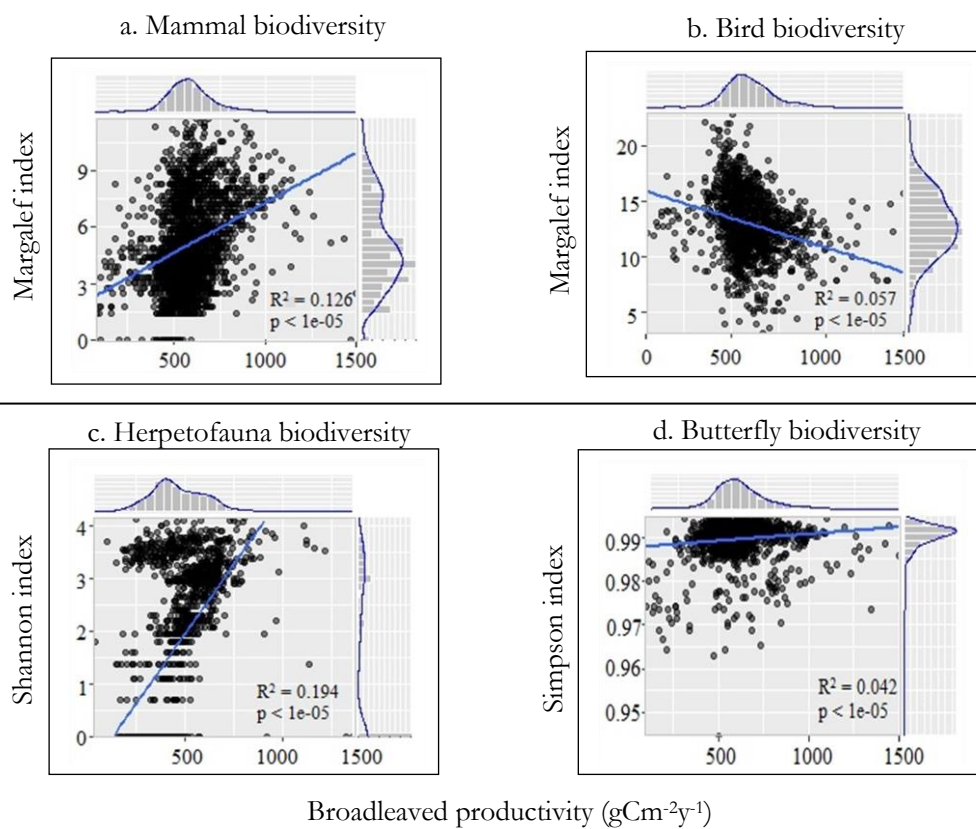 a. Mammal biodiversity
Margalef index
9
6
3
0
R² = 0.126
p < 1e-05
500
1000
1500
b. Bird biodiversity
Margalef index
20
15
10
5
R² = 0.057
p < 1e-05
0
500
1000
1500
c. Herpetofauna biodiversity
Shannon index
4
3
2
1
0
R² = 0.194
p < 1e-05
500
1000
1500
d. Butterfly biodiversity
Simpson index
0.99
0.98
0.97
0.96
0.95
R² = 0.042
p < 1e-05
500
1000
1500
Broadleaved productivity (gCm⁻²y⁻¹)